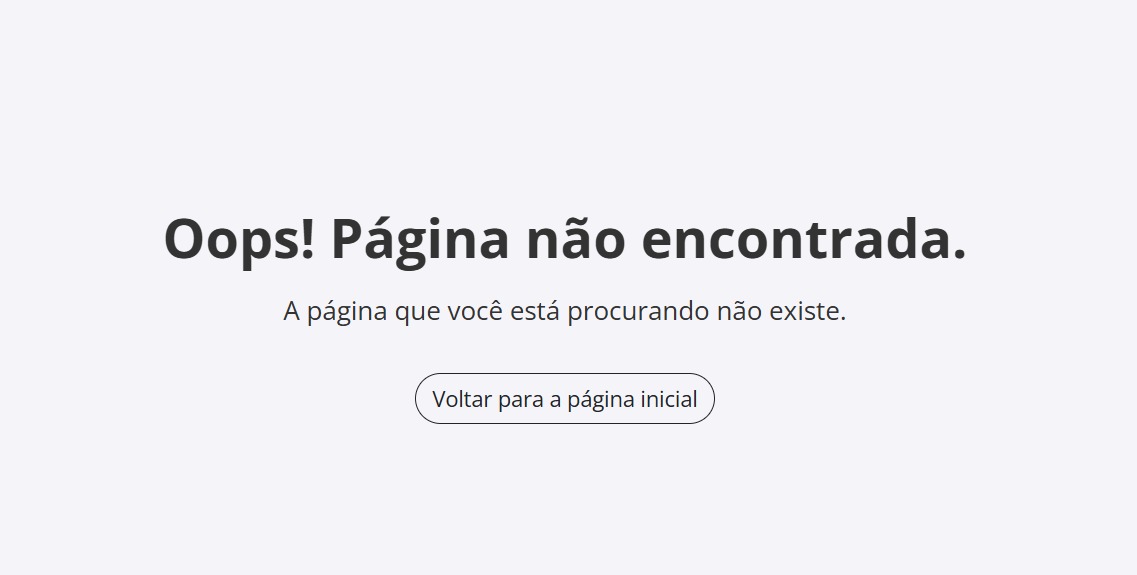 Oops! Página não encontrada.
A página que você está procurando não existe.
Voltar para a página inicial